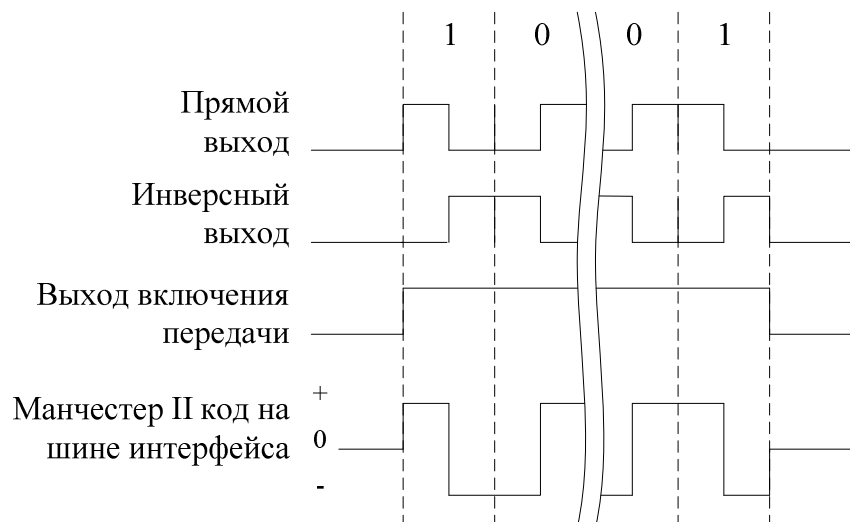 1 0 0 1
Прямой
выход
Инверсный
выход
Выход включения
передачи
+
Манчестер II код на
шине интерфейса 0
-